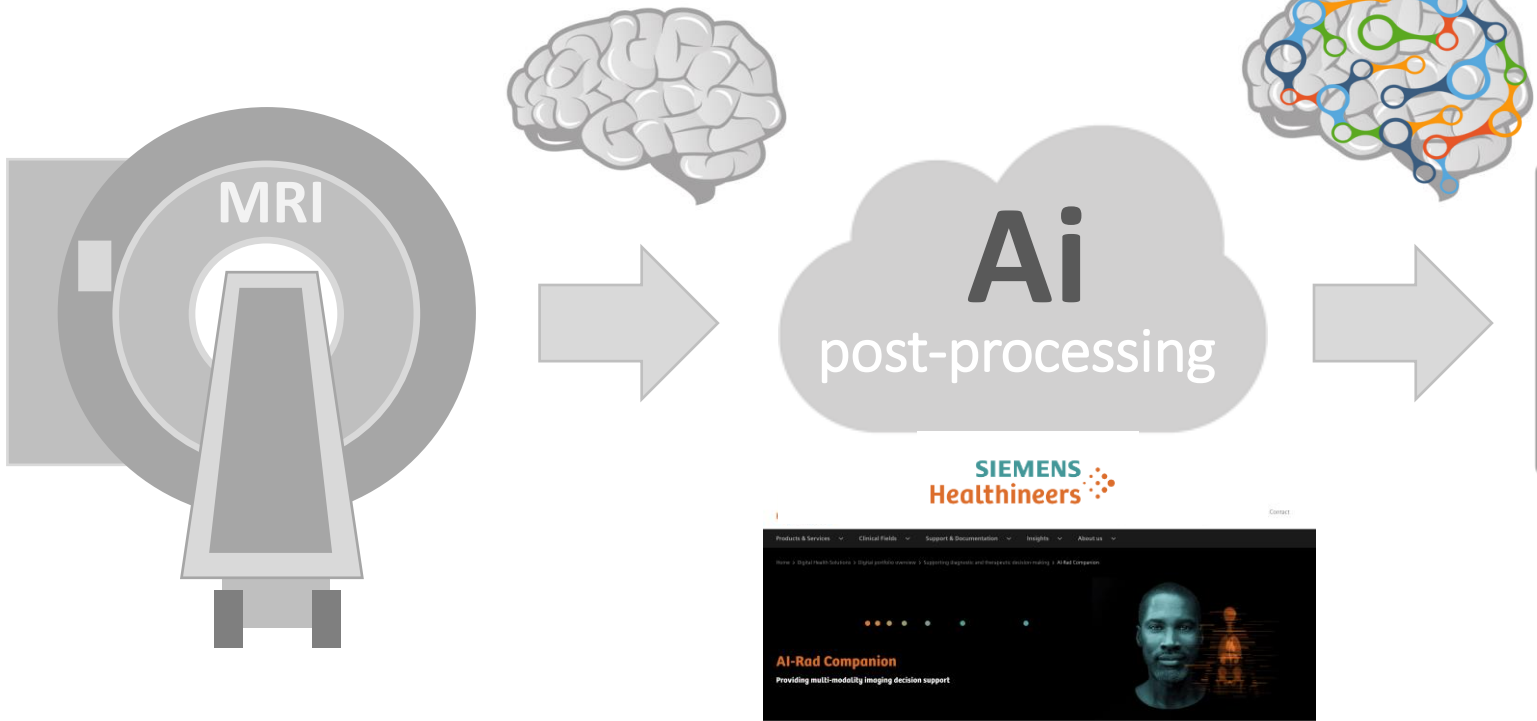 MRI
Ai
post-processing
SIEMENS
Healthineers
Contact
Products & Services Clinical Fields Support & Documentation Insights About us
Home > Digital Health Solutions > Digital portfolio overview > Supporting diagnostic and therapeutic decision making > AI-Rad Companion
AI-Rad Companion
Providing multi-modality imaging decision support